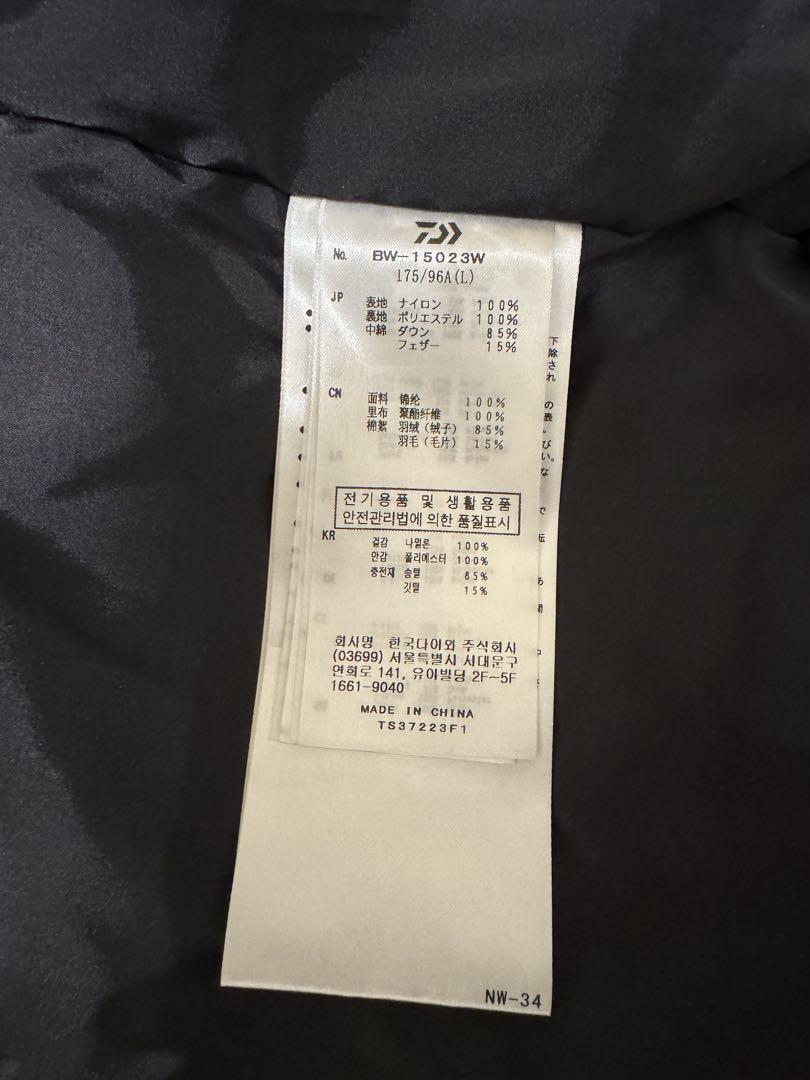 No. BW-15023W
175/96A(L)
JP 表地 ナイロン 100%
裏地 ポリエステル 100%
中綿 ダウン 85%
フェザー 15%
CN 面料 锦纶 100%
里布 聚酯纤维 100%
棉絮 羽绒(绒子) 85%
羽毛(毛片) 15%
전기용품 및 생활용품
안전관리법에 의한 품질표시
KR 겉감 나일론 100%
안감 폴리에스터 100%
충전재 솜털 85%
깃털 15%
회사명 한국다이와 주식회사
(03699) 서울특별시 서대문구
연희로 141, 유이빌딩 2F~5F
1661-9040
MADE IN CHINA
TS37223F1
NW-34